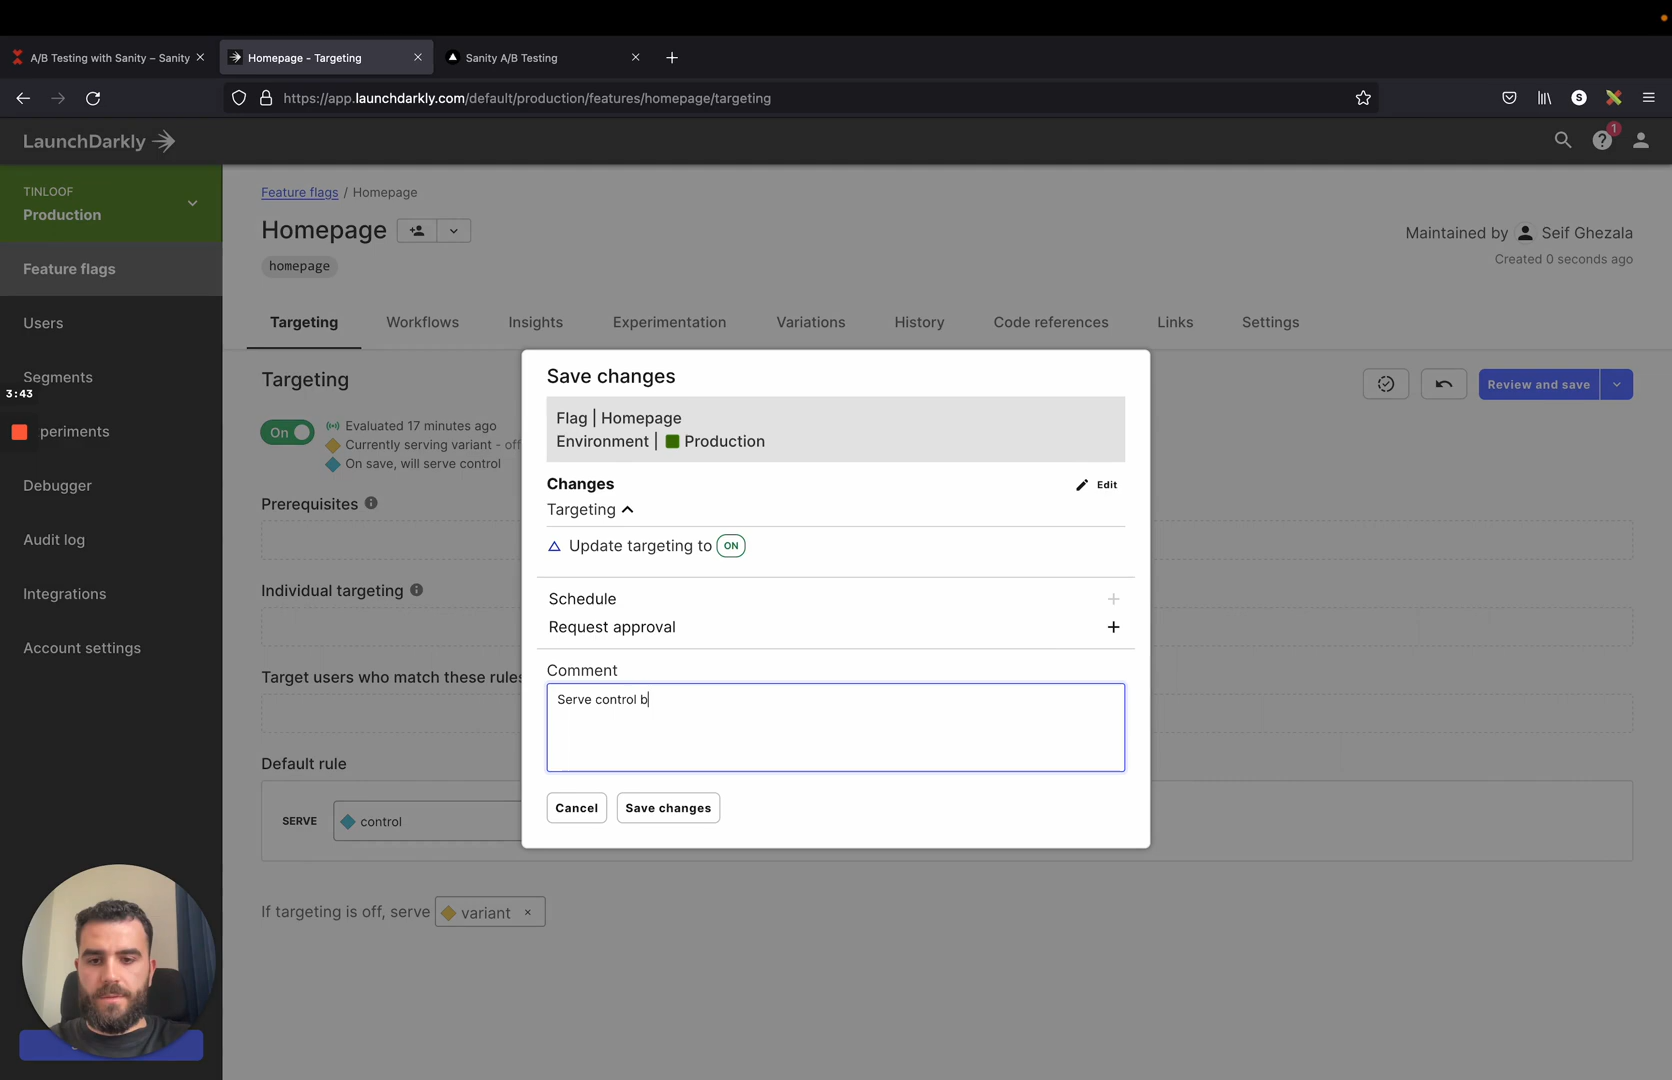 A/B Testing with Sanity – Sanity
Homepage - Targeting
Sanity A/B Testing
https://app.launchdarkly.com/default/production/features/homepage/targeting
S
LaunchDarkly
1
TINLOOF
Production
Feature flags
Users
Segments
3:43
periments
Debugger
Audit log
Integrations
Account settings
Feature flags / Homepage
Homepage
homepage
Maintained by Seif Ghezala
Created 0 seconds ago
Targeting Workflows Insights Experimentation Variations History Code references Links Settings
Targeting
Review and save
On
Evaluated 17 minutes ago
Currently serving variant - off
On save, will serve control
Prerequisites
Individual targeting
Target users who match these rules
Default rule
SERVE control
If targeting is off, serve variant ×
Save changes
Flag | Homepage
Environment | Production
Changes
Edit
Targeting
Update targeting to ON
Schedule
Request approval
Comment
Serve control b
Cancel
Save changes